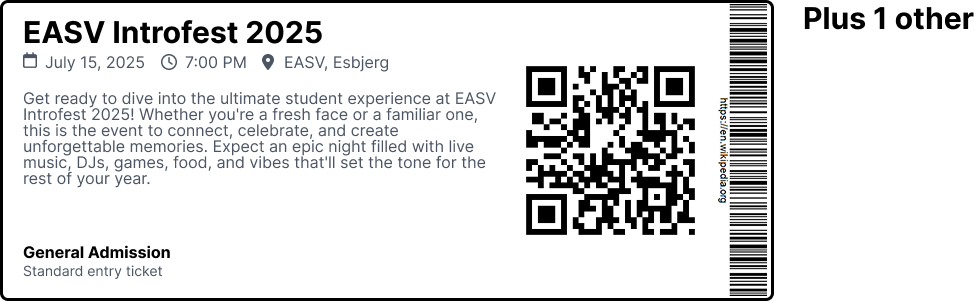 EASV Introfest 2025
July 15, 2025 7:00 PM EASV, Esbjerg
Get ready to dive into the ultimate student experience at EASV
Introfest 2025! Whether you're a fresh face or a familiar one,
this is the event to connect, celebrate, and create
unforgettable memories. Expect an epic night filled with live
music, DJs, games, food, and vibes that'll set the tone for the
rest of your year.
General Admission
Standard entry ticket
https://en.wikipedia.org
Plus 1 other